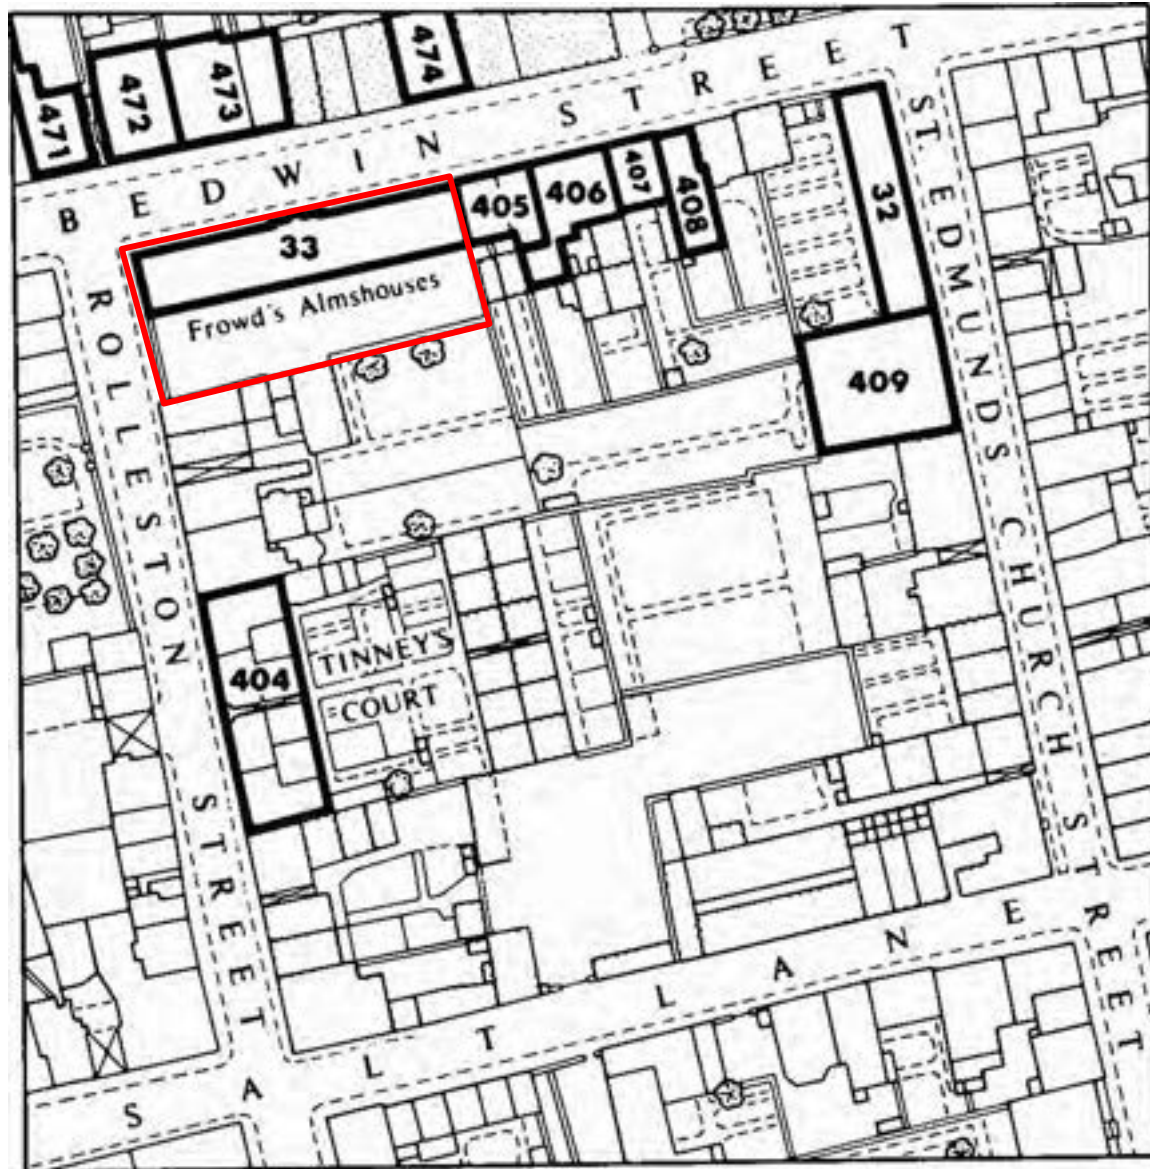 471
472
473
474
BEDWIN STREET
33
Frowd's Almshouses
405
406
407
408
32
409
ROLLESTON STREET
ST. EDMUNDS CHURCH STREET
404
TINNEY'S
COURT
SALT LANE